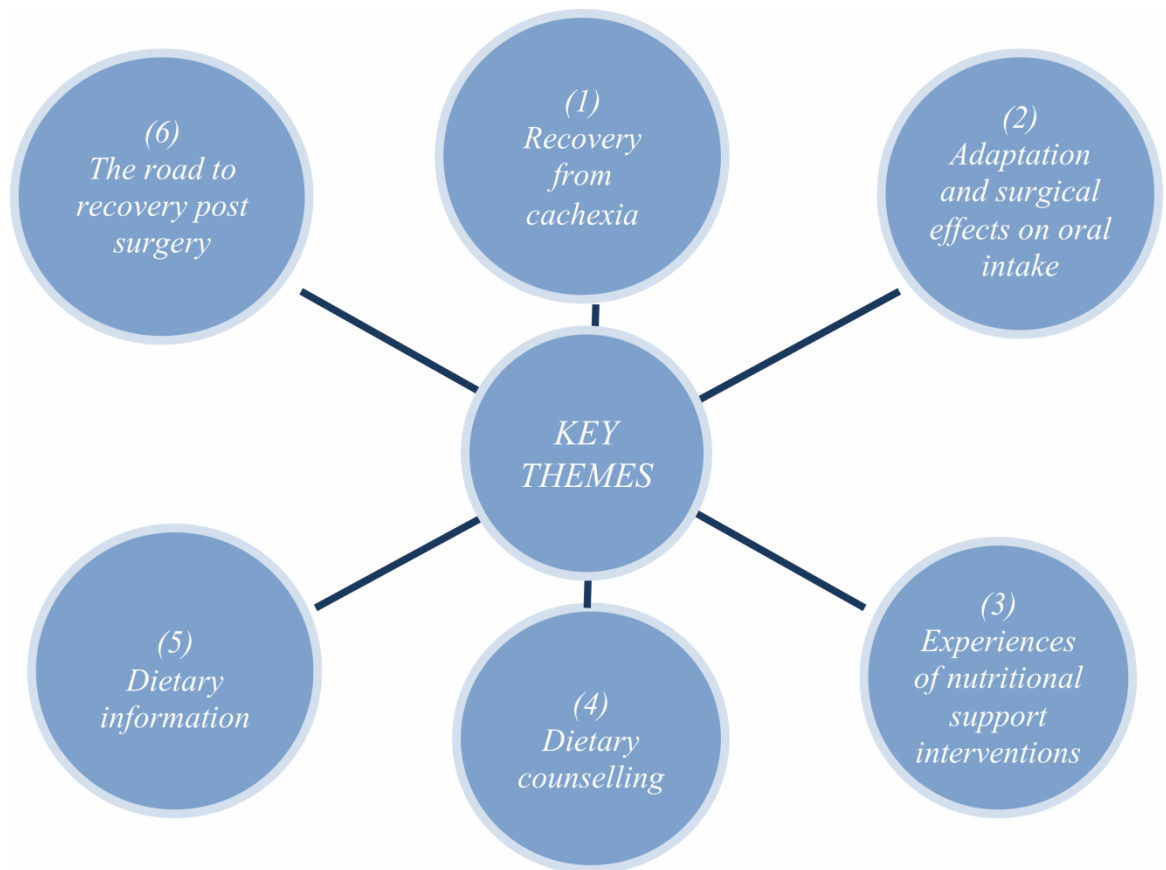 (1)
Recovery
from
cachexia
(2)
Adaptation
and surgical
effects on oral
intake
(3)
Experiences
of nutritional
support
interventions
(4)
Dietary
counselling
(5)
Dietary
information
(6)
The road to
recovery post
surgery
KEY
THEMES